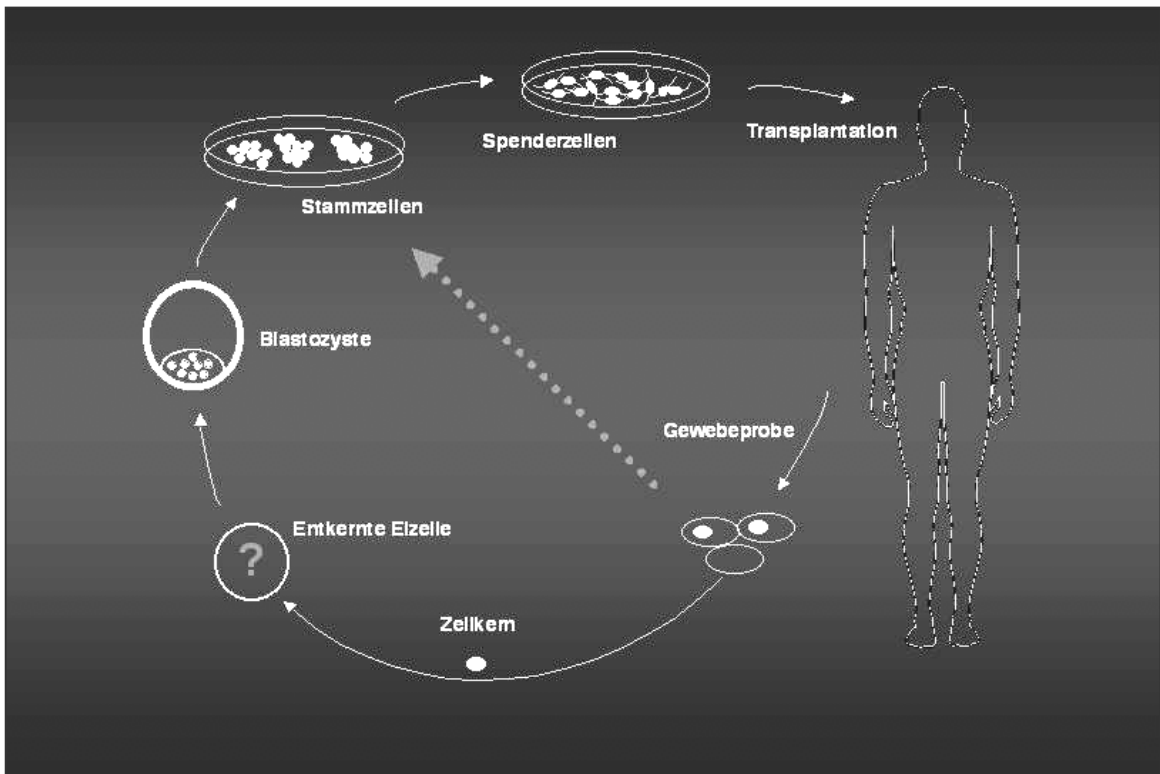 Spenderzellen
Transplantation
Stammzellen
Blastozyste
Gewebeprobe
Entkernte Eizelle
?
Zellkern